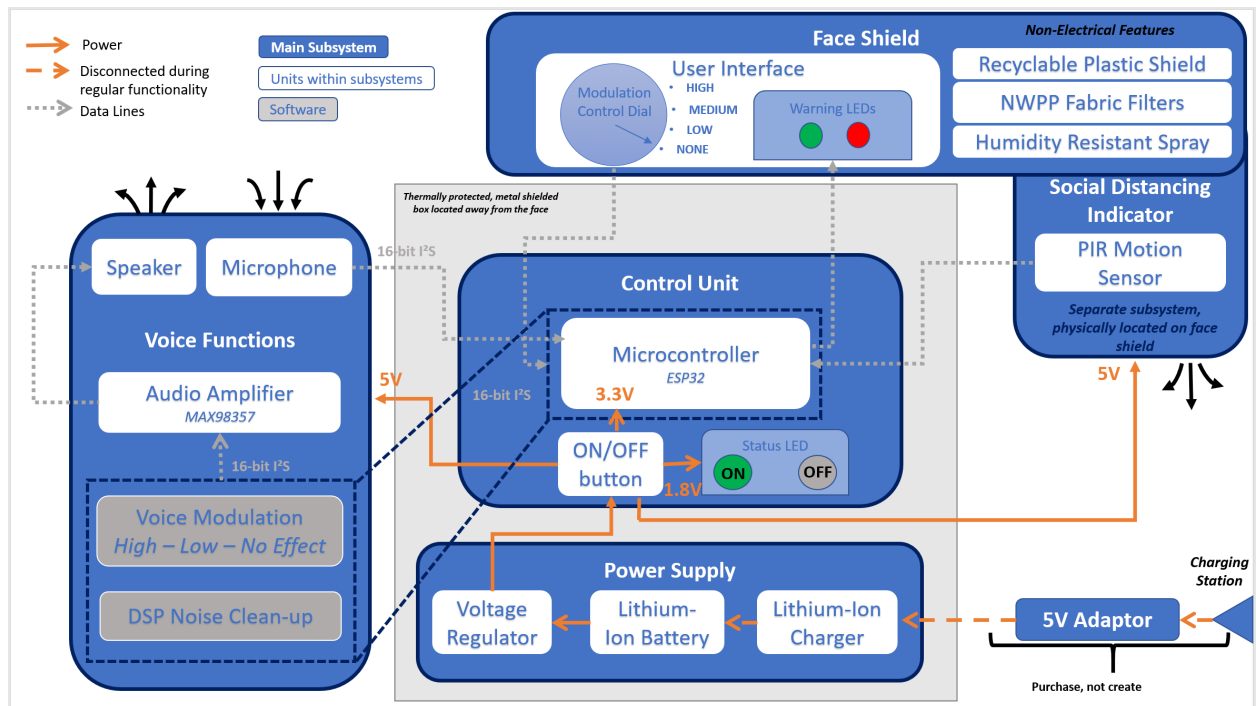 Power
Disconnected during
regular functionality
Data Lines
Main Subsystem
Units within subsystems
Software
Face Shield
User Interface
Modulation
Control Dial
• HIGH
• MEDIUM
• LOW
• NONE
Warning LEDs
Non-Electrical Features
Recyclable Plastic Shield
NWPP Fabric Filters
Humidity Resistant Spray
Social Distancing
Indicator
PIR Motion
Sensor
Separate subsystem,
physically located on face
shield
5V
Thermally protected, metal shielded
box located away from the face
Speaker
Microphone
16-bit I²S
Voice Functions
Audio Amplifier
MAX98357
16-bit I²S
Voice Modulation
High – Low – No Effect
DSP Noise Clean-up
5V
Control Unit
Microcontroller
ESP32
16-bit I²S
3.3V
ON/OFF
button
1.8V
Status LED
ON
OFF
Power Supply
Voltage
Regulator
Lithium-
Ion Battery
Lithium-Ion
Charger
5V Adaptor
Charging
Station
Purchase, not create